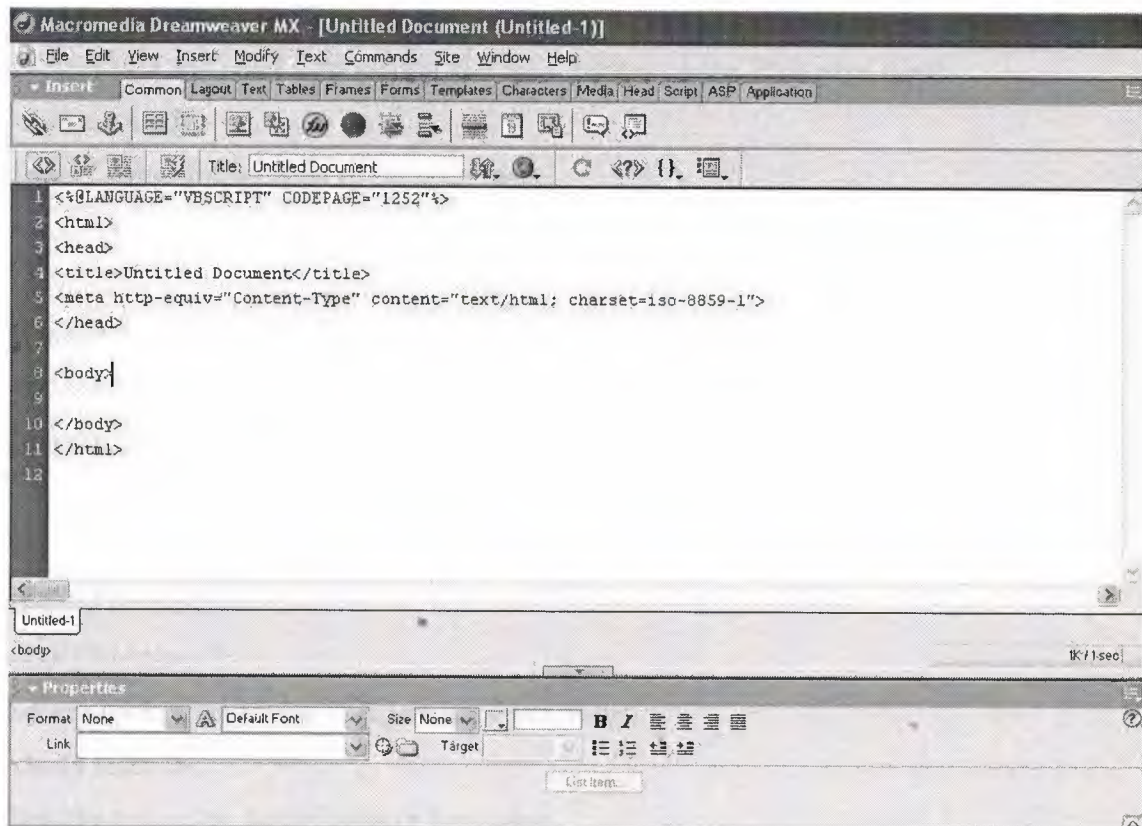 Macromedia Dreamweaver MX - [Untitled Document (Untitled-1)]
File Edit View Insert Modify Text Commands Site Window Help
Insert Common Layout Text Tables Frames Forms Templates Characters Media Head Script ASP Application
Title: Untitled Document
1 <%@LANGUAGE="VBSCRIPT" CODEPAGE="1252"%>
2 <html>
3 <head>
4 <title>Untitled Document</title>
5 <meta http-equiv="Content-Type" content="text/html; charset=iso-8859-1">
6 </head>
7
8 <body>
9
10 </body>
11 </html>
12
Untitled-1
<body>
1K / 1 sec
Properties
Format None Default Font Size None B I
Link Target
List Item...